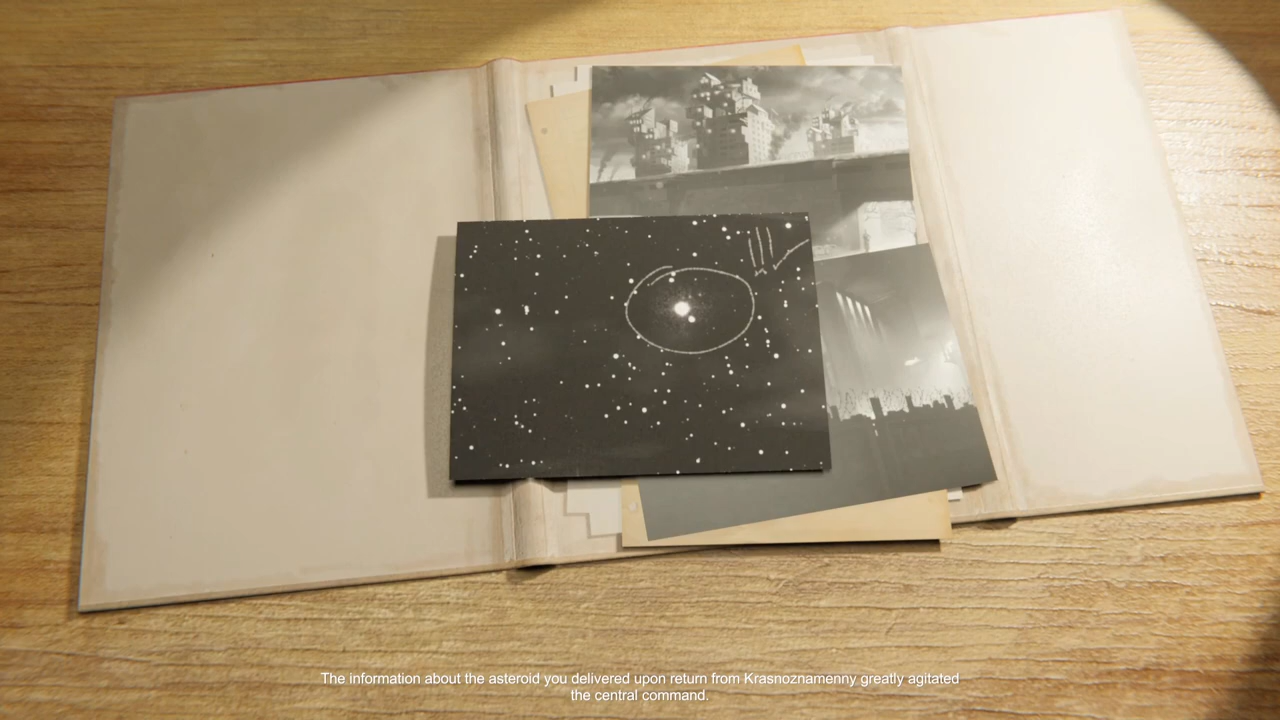 The information about the asteroid you delivered upon return from Krasnoznamenny greatly agitated
the central command.